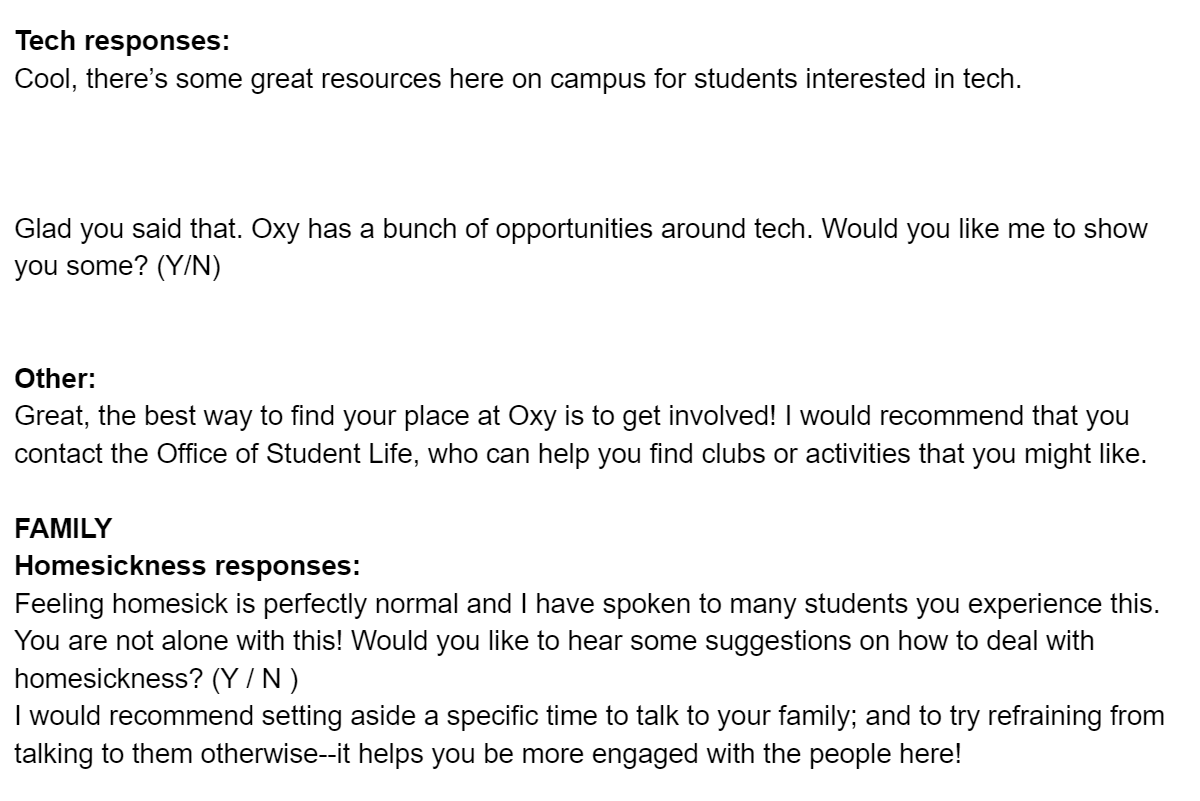 Tech responses:
Cool, there’s some great resources here on campus for students interested in tech.
Glad you said that. Oxy has a bunch of opportunities around tech. Would you like me to show
you some? (Y/N)
Other:
Great, the best way to find your place at Oxy is to get involved! I would recommend that you
contact the Office of Student Life, who can help you find clubs or activities that you might like.
FAMILY
Homesickness responses:
Feeling homesick is perfectly normal and I have spoken to many students you experience this.
You are not alone with this! Would you like to hear some suggestions on how to deal with
homesickness? (Y / N )
I would recommend setting aside a specific time to talk to your family; and to try refraining from
talking to them otherwise--it helps you be more engaged with the people here!